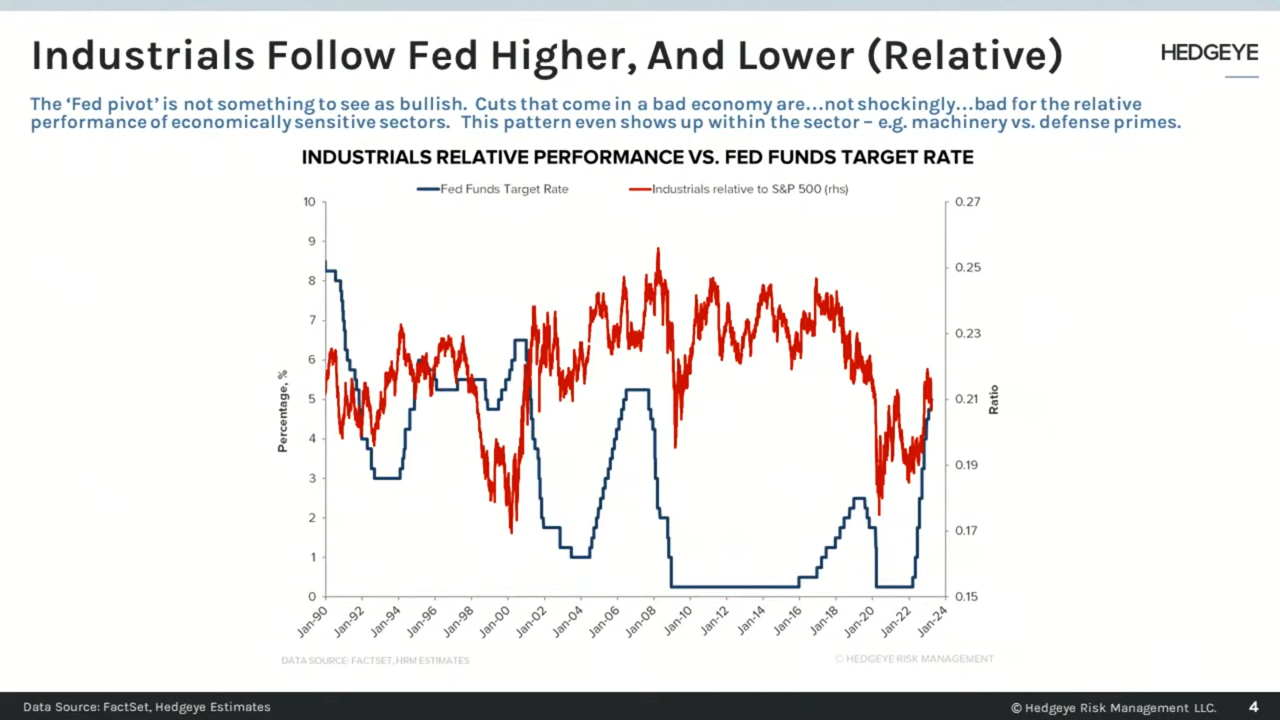 Industrials Follow Fed Higher, And Lower (Relative)
HEDGEYE
The ‘Fed pivot’ is not something to see as bullish.  Cuts that come in a bad economy are…not shockingly…bad for the relative
performance of economically sensitive sectors.  This pattern even shows up within the sector – e.g. machinery vs. defense primes.
INDUSTRIALS RELATIVE PERFORMANCE VS. FED FUNDS TARGET RATE
Fed Funds Target Rate
Industrials relative to S&P 500 (rhs)
10
9
8
7
6
5
4
3
2
1
0
Percentage, %
0.27
0.25
0.23
0.21
0.19
0.17
0.15
Ratio
Jan-90
Jan-92
Jan-94
Jan-96
Jan-98
Jan-00
Jan-02
Jan-04
Jan-06
Jan-08
Jan-10
Jan-12
Jan-14
Jan-16
Jan-18
Jan-20
Jan-22
Jan-24
DATA SOURCE: FACTSET, HRM ESTIMATES
© HEDGEYE RISK MANAGEMENT
Data Source: FactSet, Hedgeye Estimates
© Hedgeye Risk Management LLC.
4